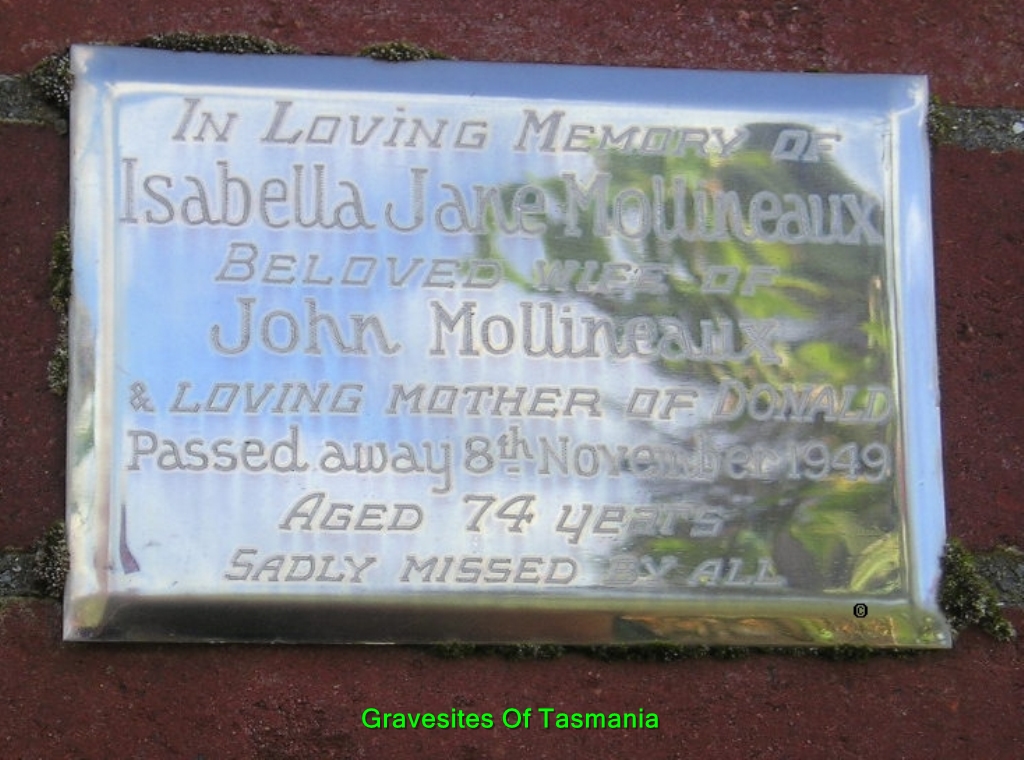 In Loving Memory of
Isabella Jane Mollineaux
Beloved wife of
John Mollineaux
& loving mother of Donald
Passed away 8th November 1949
Aged 74 years
Sadly missed by all
©
Gravesites Of Tasmania